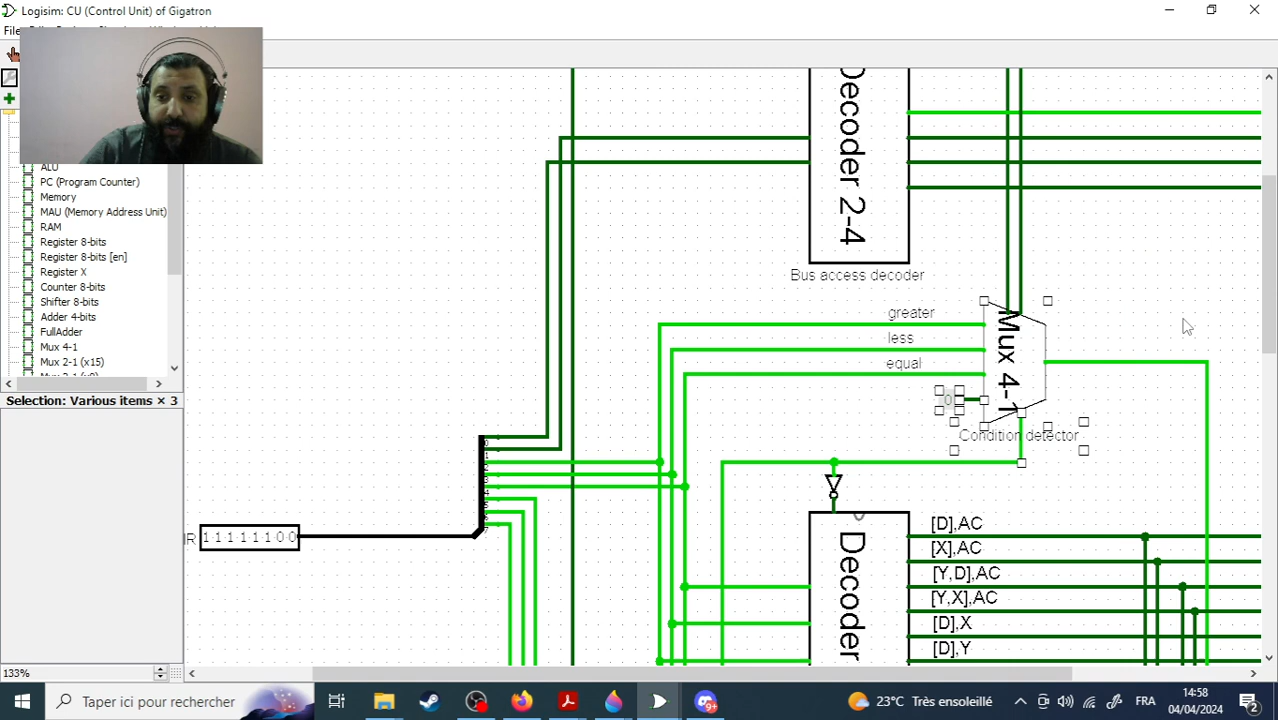 Logisim: CU (Control Unit) of Gigatron
File
ALU
PC (Program Counter)
Memory
MAU (Memory Address Unit)
RAM
Register 8-bits
Register 8-bits [en]
Register X
Counter 8-bits
Shifter 8-bits
Adder 4-bits
FullAdder
Mux 4-1
Mux 2-1 (x15)
Selection: Various items × 3
133%
Decoder 2-4
Bus access decoder
greater
less
equal
0
Mux 4-1
Condition detector
IR
1 1 1 1 1 1 0 0
Decoder
[D],AC
[X],AC
[Y,D],AC
[Y,X],AC
[D],X
[D],Y
Taper ici pour rechercher
9+
23°C Très ensoleillé
FRA
14:58
04/04/2024
2